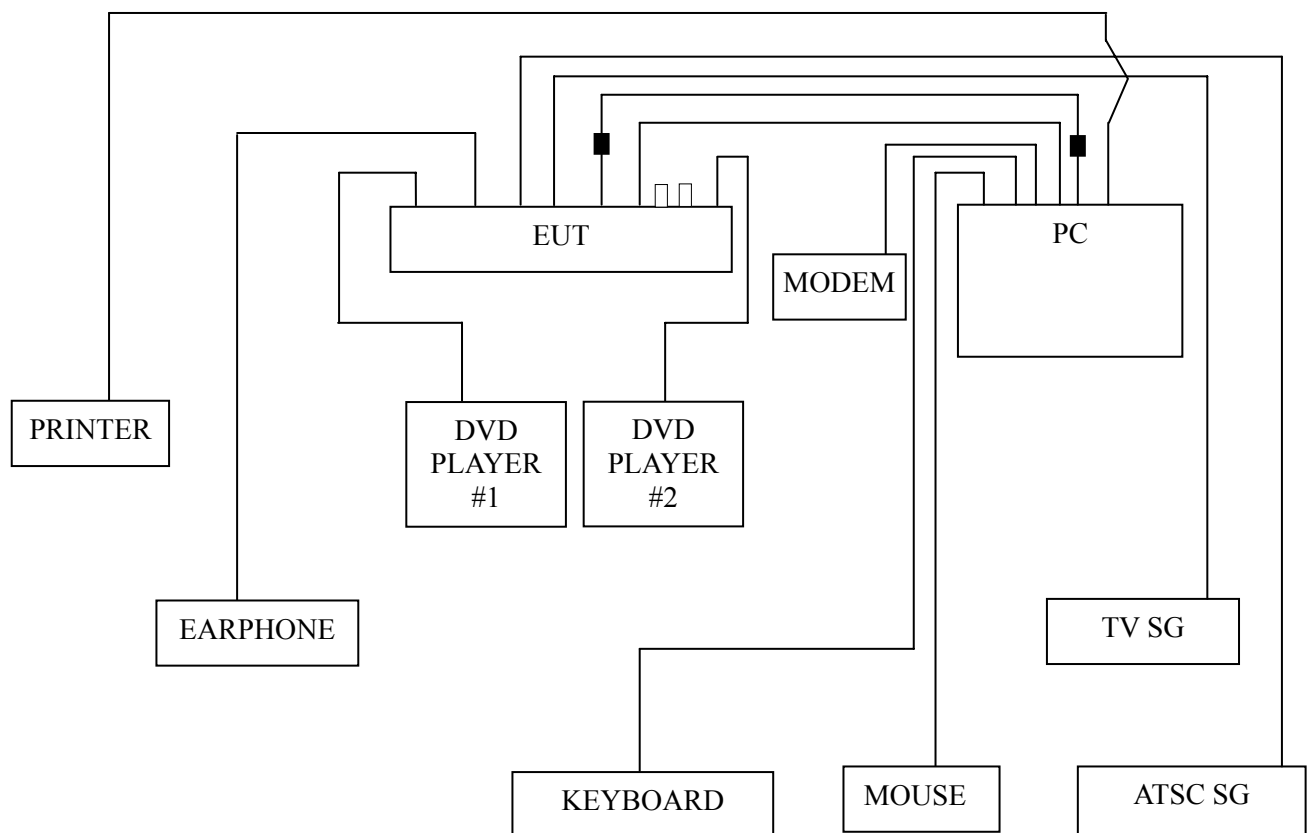 EUT
PC
MODEM
PRINTER
DVD
PLAYER
#1
DVD
PLAYER
#2
EARPHONE
TV SG
KEYBOARD
MOUSE
ATSC SG